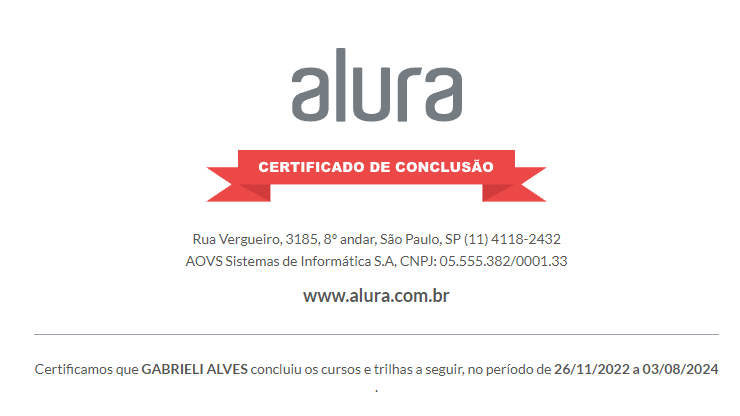 alura
CERTIFICADO DE CONCLUSÃO
Rua Vergueiro, 3185, 8º andar, São Paulo, SP (11) 4118-2432
AOVS Sistemas de Informática S.A, CNPJ: 05.555.382/0001.33
www.alura.com.br
Certificamos que GABRIELI ALVES concluiu os cursos e trilhas a seguir, no período de 26/11/2022 a 03/08/2024
.